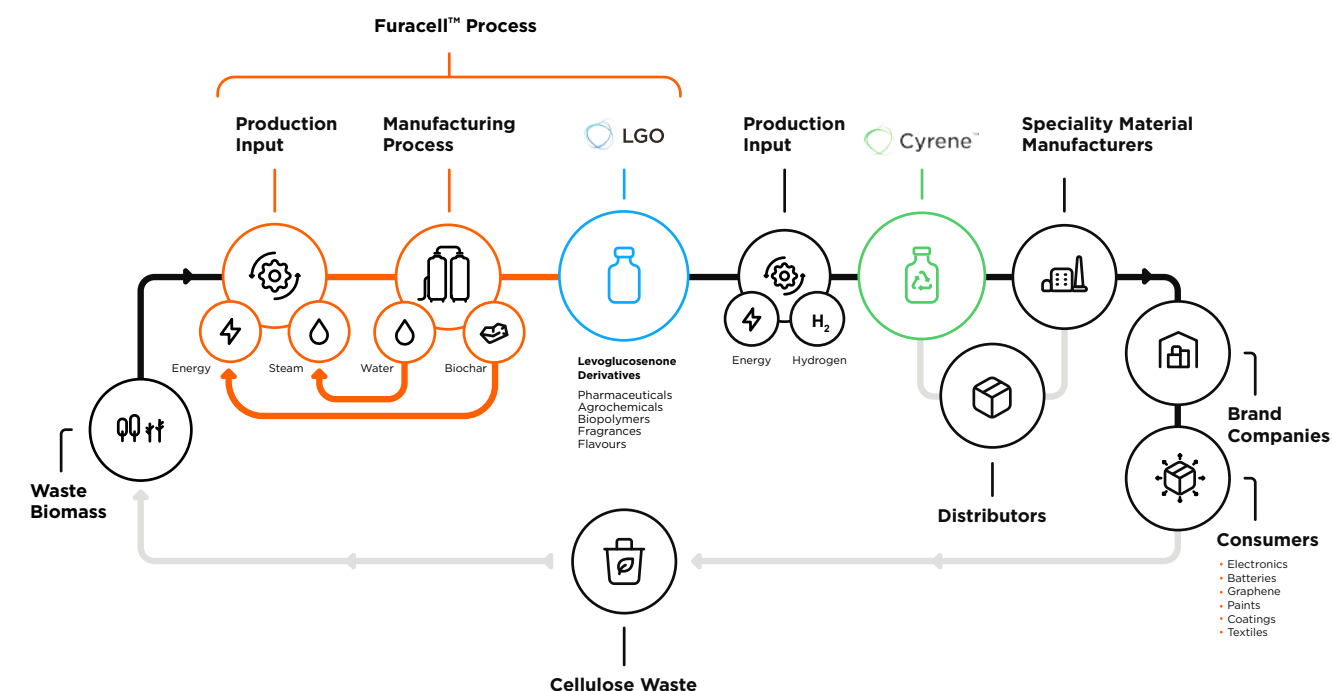 Furacell™ Process
Production
Input
Manufacturing
Process
LGO
Production
Input
Cyrene™
Speciality Material
Manufacturers
Energy
Steam
Water
Biochar
Levoglucosenone
Derivatives
Pharmaceuticals
Agrochemicals
Biopolymers
Fragrances
Flavours
H₂
Energy
Hydrogen
Brand
Companies
Waste
Biomass
Distributors
Consumers
• Electronics
• Batteries
• Graphene
• Paints
• Coatings
• Textiles
Cellulose Waste